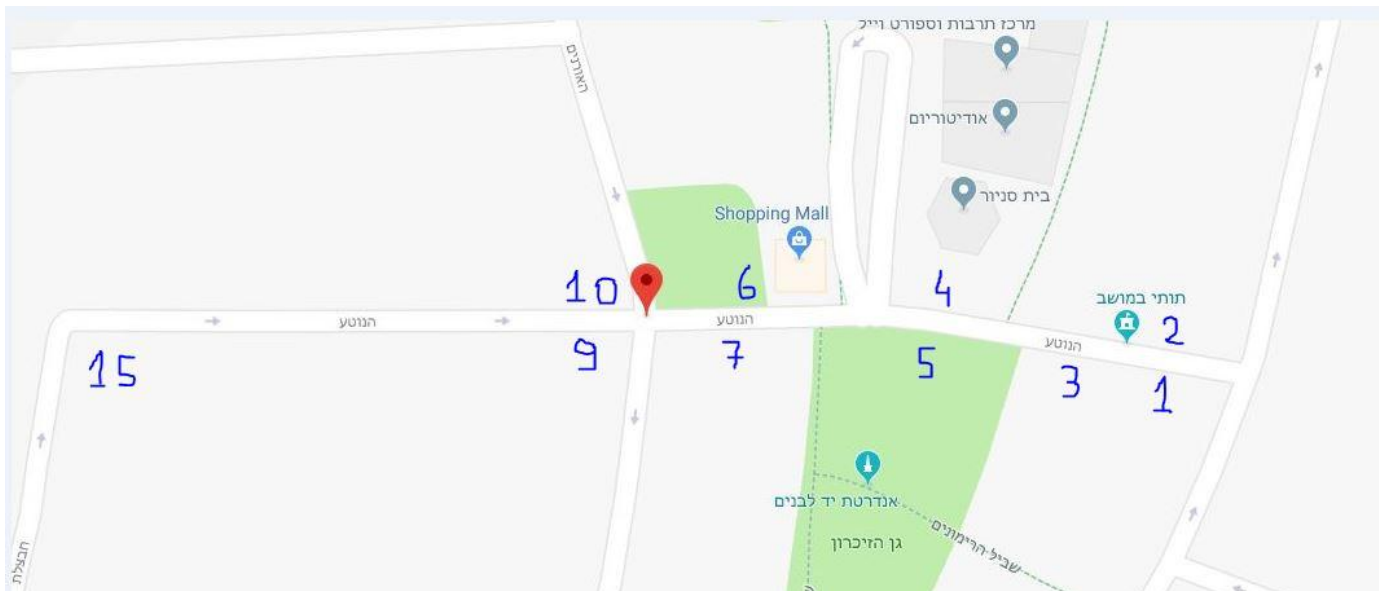 מרכז תרבות וספורט וייל
האורנים
אודיטוריום
בית סניור
Shopping Mall
10
6
4
תותי במושב
2
הנוטע
הנוטע
הנוטע
15
9
7
5
3
1
אנדרטת יד לבנים
שביל הרימונים
גן הזיכרון
חבצלת